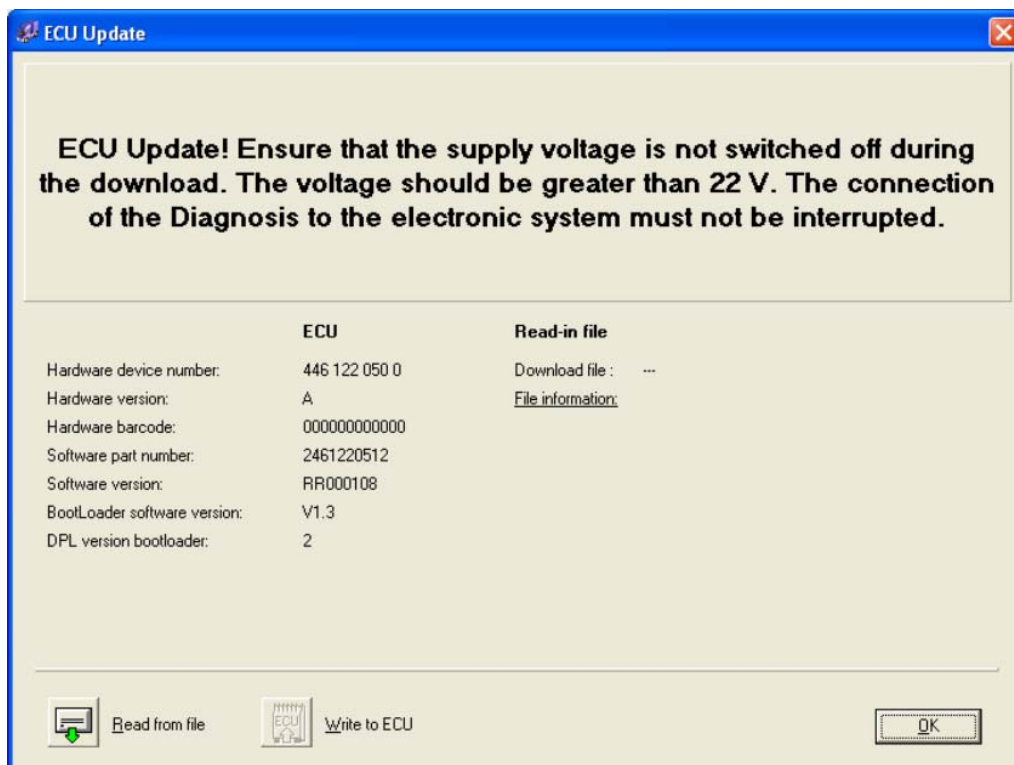 ECU Update
ECU Update! Ensure that the supply voltage is not switched off during
the download. The voltage should be greater than 22 V. The connection
of the Diagnosis to the electronic system must not be interrupted.
ECU Read-in file
Hardware device number: 446 122 050 0 Download file : ---
Hardware version: A File information:
Hardware barcode: 000000000000
Software part number: 2461220512
Software version: RR000108
BootLoader software version: V1.3
DPL version bootloader: 2
Read from file ECU Write to ECU OK